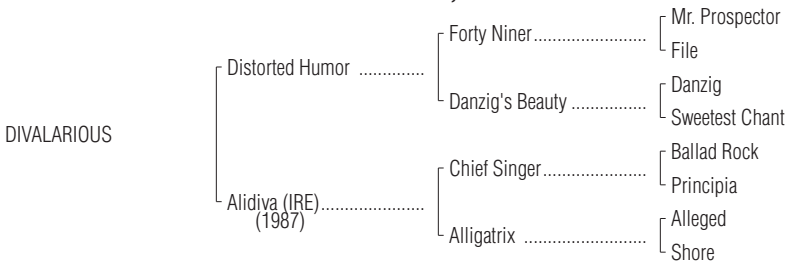 Mr. Prospector
Forty Niner........................
File
Distorted Humor ..............
Danzig
Danzig's Beauty ................
Sweetest Chant
DIVALARIOUS
Ballad Rock
Chief Singer......................
Principia
Alidiva (IRE)......................
(1987)
Alleged
Alligatrix ..........................
Shore